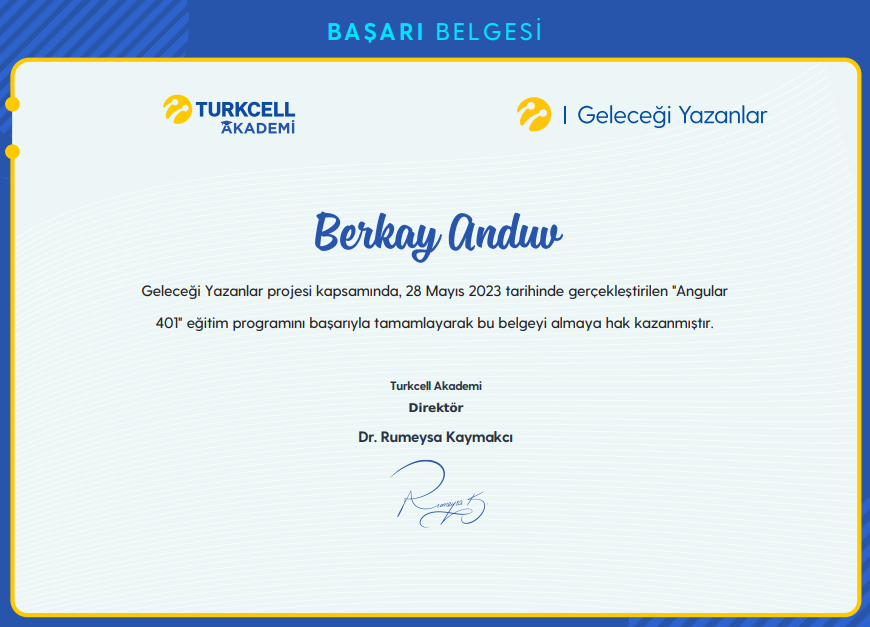 BAŞARI BELGESİ
TURKCELL
AKADEMİ
Geleceği Yazanlar
Berkay Anduv
Geleceği Yazanlar projesi kapsamında, 28 Mayıs 2023 tarihinde gerçekleştirilen "Angular
401" eğitim programını başarıyla tamamlayarak bu belgeyi almaya hak kazanmıştır.
Turkcell Akademi
Direktör
Dr. Rumeysa Kaymakcı
Rumeysa K